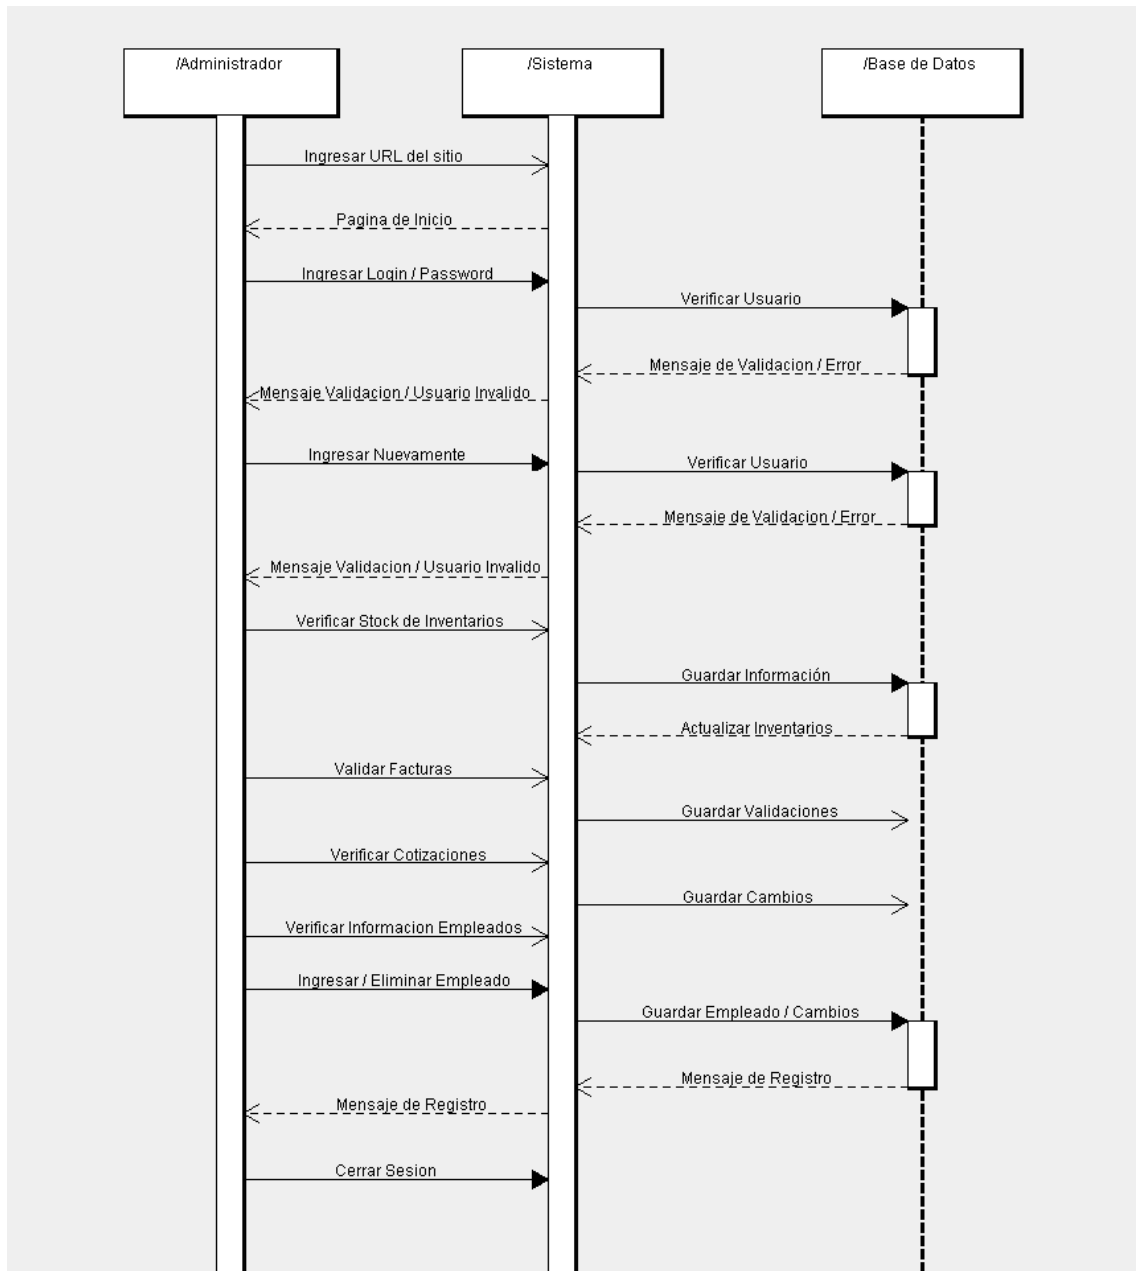 /Administrador
/Sistema
/Base de Datos
Ingresar URL del sitio
Pagina de Inicio
Ingresar Login / Password
Verificar Usuario
Mensaje de Validacion / Error
Mensaje Validacion / Usuario Invalido
Ingresar Nuevamente
Verificar Usuario
Mensaje de Validacion / Error
Mensaje Validacion / Usuario Invalido
Verificar Stock de Inventarios
Guardar Información
Actualizar Inventarios
Validar Facturas
Guardar Validaciones
Verificar Cotizaciones
Guardar Cambios
Verificar Informacion Empleados
Ingresar / Eliminar Empleado
Guardar Empleado / Cambios
Mensaje de Registro
Mensaje de Registro
Cerrar Sesion